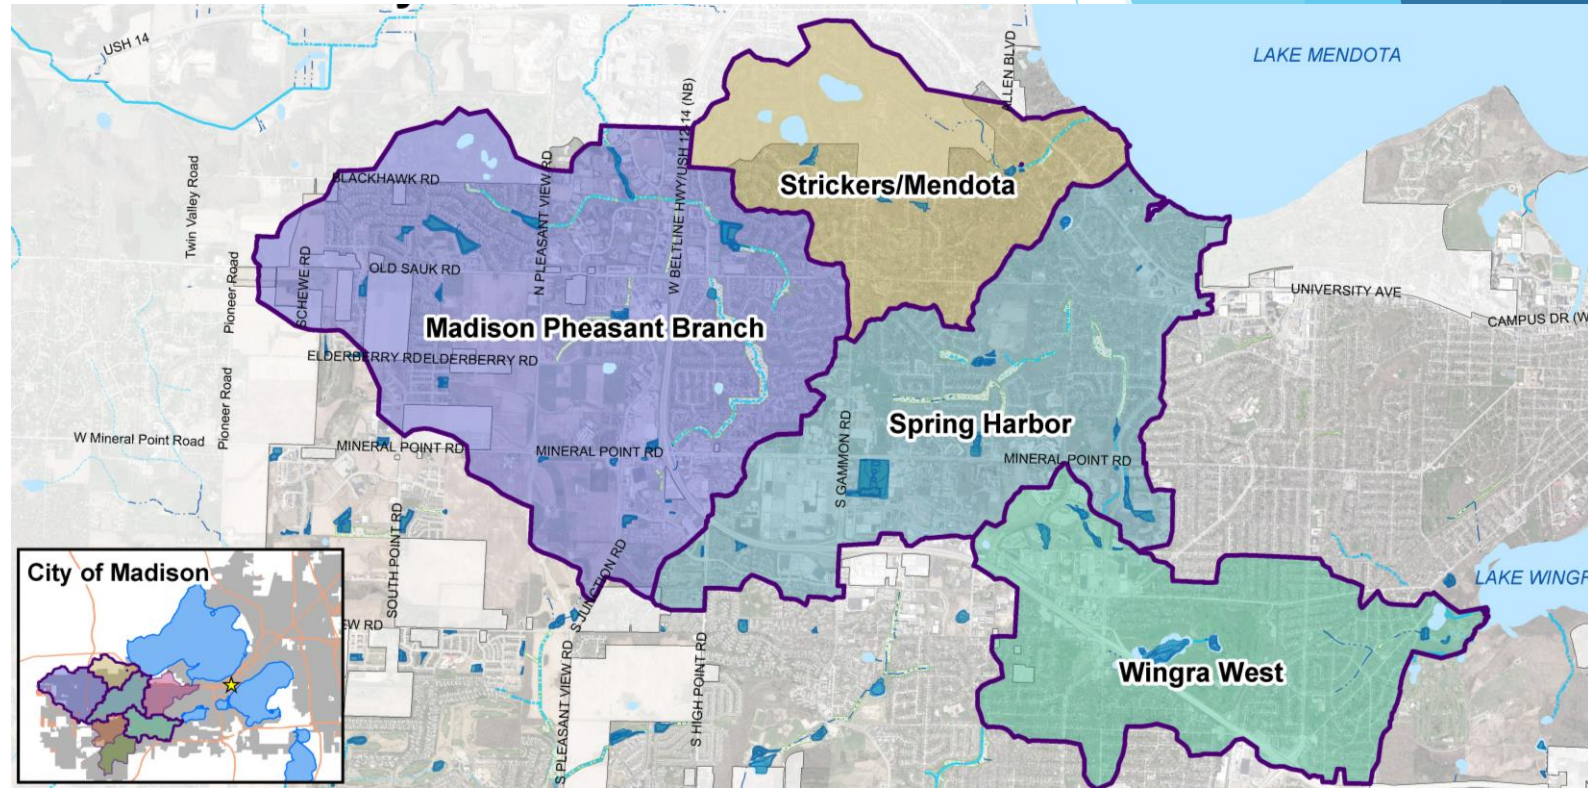 USH 14
ALLEN BLVD
LAKE MENDOTA
W BELTLINE HWY/USH 12-14 (NB)
Twin Valley Road
BLACKHAWK RD
N PLEASANT VIEW RD
Strickers/Mendota
Pioneer Road
SCHEWE RD
OLD SAUK RD
UNIVERSITY AVE
CAMPUS DR (W
Madison Pheasant Branch
ELDERBERRY RD
ELDERBERRY RD
Pioneer Road
W Mineral Point Road
MINERAL POINT RD
MINERAL POINT RD
S GAMMON RD
Spring Harbor
MINERAL POINT RD
SOUTH POINT RD
S JUNCTION RD
City of Madison
LAKE WINGR
EW RD
S PLEASANT VIEW RD
S HIGH POINT RD
Wingra West